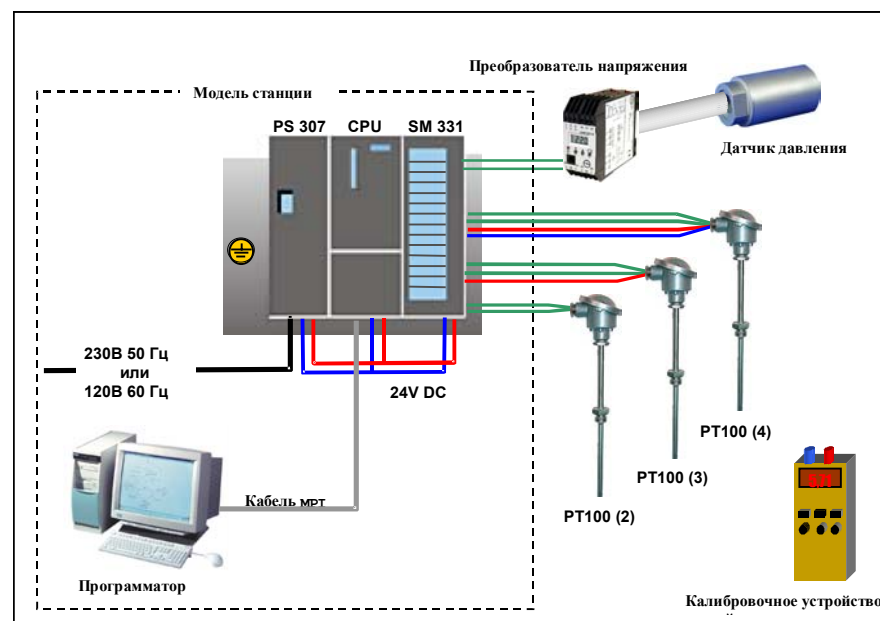 Преобразователь напряжения
Модель станции
PS 307 CPU SM 331
Датчик давления
230В 50 Гц
или
120В 60 Гц
24V DC
PT100 (4)
PT100 (3)
PT100 (2)
Кабель МРТ
Программатор
Калибровочное устройство